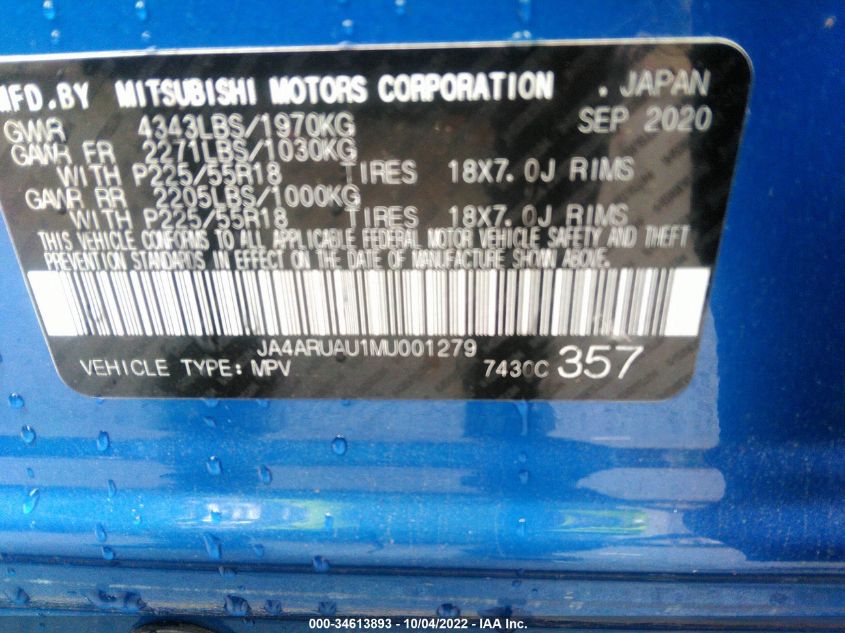 MFD.BY MITSUBISHI MOTORS CORPORATION . JAPAN
GVWR 4343LBS/1970KG SEP 2020
GAWR FR 2271LBS/1030KG
WITH P225/55R18 TIRES 18X7.0J RIMS
GAWR RR 2205LBS/1000KG
WITH P225/55R18 TIRES 18X7.0J RIMS
THIS VEHICLE CONFORMS TO ALL APPLICABLE FEDERAL MOTOR VEHICLE SAFETY AND THEFT
PREVENTION STANDARDS IN EFFECT ON THE DATE OF MANUFACTURE SHOWN ABOVE.
JA4ARUAU1MU001279
VEHICLE TYPE: MPV 7430C 357
000-34613893 - 10/04/2022 - IAA Inc.